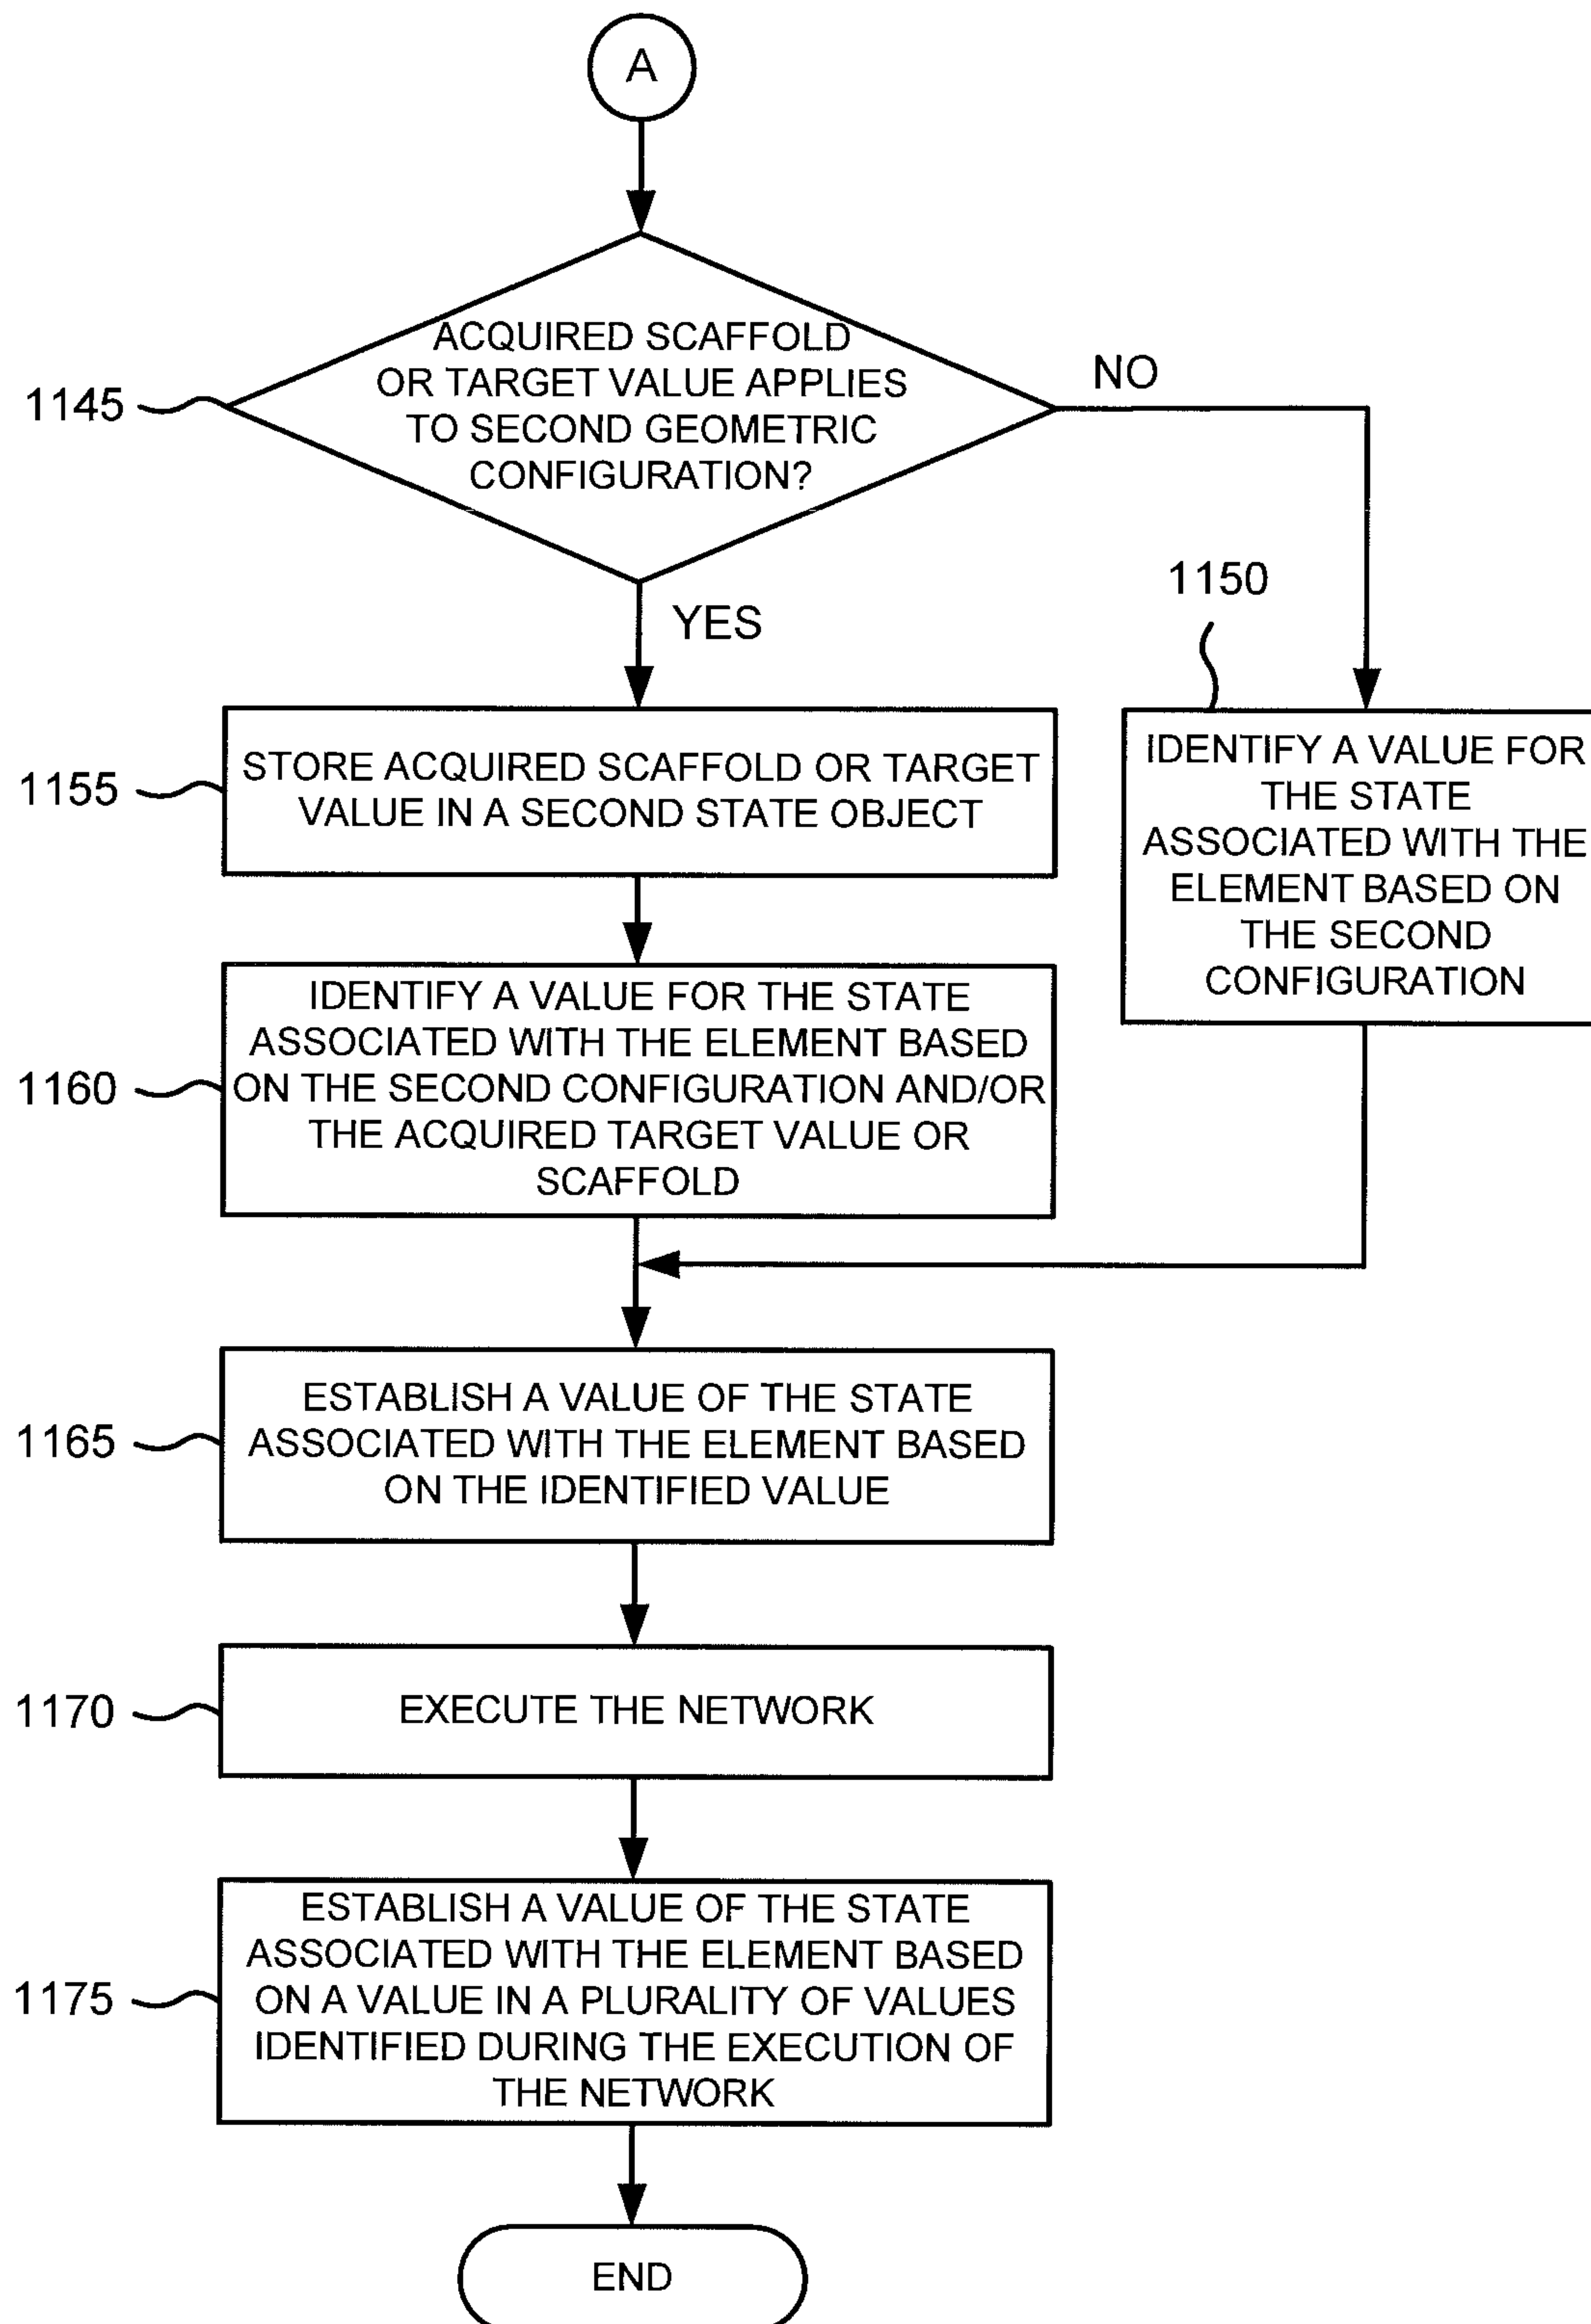 A
ACQUIRED SCAFFOLD
OR TARGET VALUE APPLIES
TO SECOND GEOMETRIC
CONFIGURATION?
1145
NO
YES
1150
IDENTIFY A VALUE FOR
THE STATE
ASSOCIATED WITH THE
ELEMENT BASED ON
THE SECOND
CONFIGURATION
1155
STORE ACQUIRED SCAFFOLD OR TARGET
VALUE IN A SECOND STATE OBJECT
1160
IDENTIFY A VALUE FOR THE STATE
ASSOCIATED WITH THE ELEMENT BASED
ON THE SECOND CONFIGURATION AND/OR
THE ACQUIRED TARGET VALUE OR
SCAFFOLD
1165
ESTABLISH A VALUE OF THE STATE
ASSOCIATED WITH THE ELEMENT BASED
ON THE IDENTIFIED VALUE
1170
EXECUTE THE NETWORK
1175
ESTABLISH A VALUE OF THE STATE
ASSOCIATED WITH THE ELEMENT BASED
ON A VALUE IN A PLURALITY OF VALUES
IDENTIFIED DURING THE EXECUTION OF
THE NETWORK
END